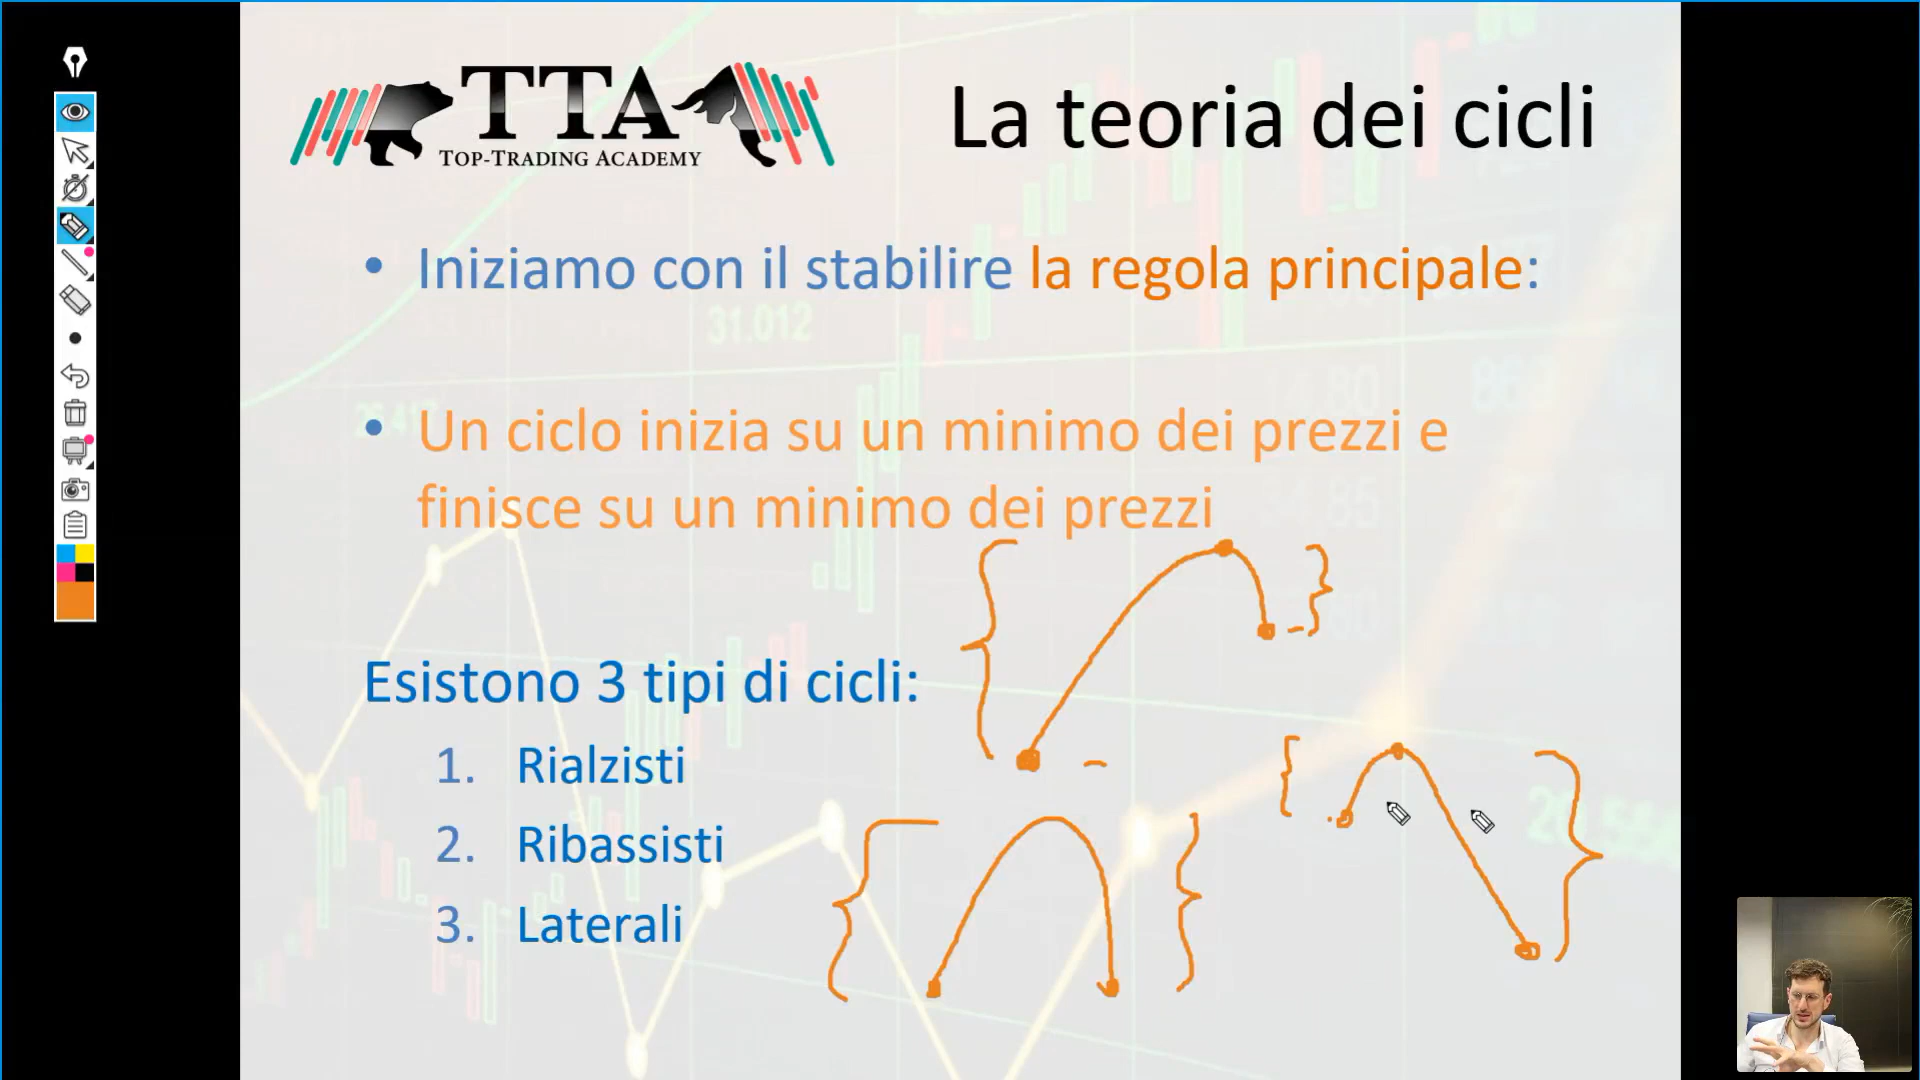 TTA
TOP-TRADING ACADEMY
La teoria dei cicli
• Iniziamo con il stabilire la regola principale:
31.012
• Un ciclo inizia su un minimo dei prezzi e
finisce su un minimo dei prezzi
Esistono 3 tipi di cicli:
1. Rialzisti
2. Ribassisti
3. Laterali